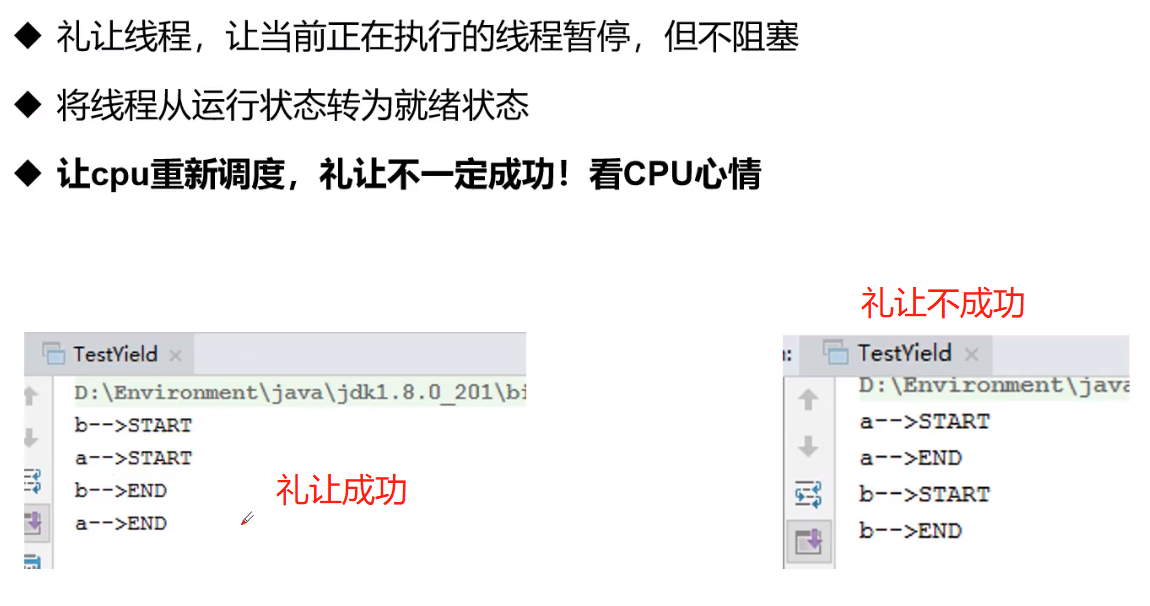 礼让线程，让当前正在执行的线程暂停，但不阻塞
将线程从运行状态转为就绪状态
让cpu重新调度，礼让不一定成功！看CPU心情
TestYield
D:\Environment\java\jdk1.8.0_201\bi
b-->START
a-->START
b-->END
a-->END
礼让成功
礼让不成功
TestYield
D:\Environment\java
a-->START
a-->END
b-->START
b-->END